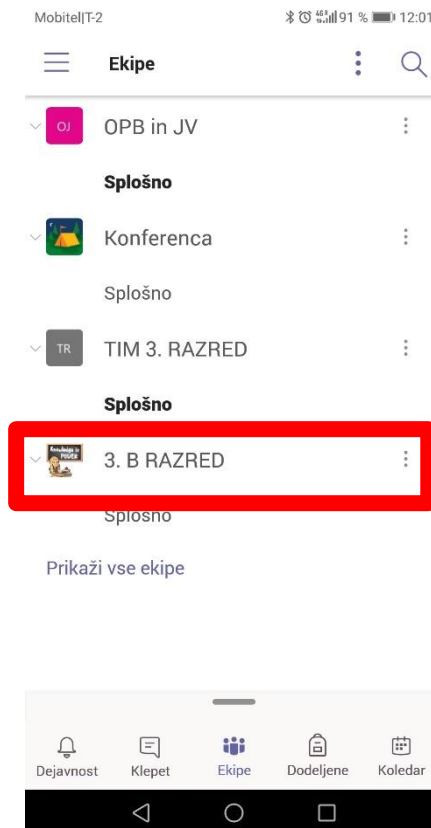 Mobitel|T-2 91 % 12:01
Ekipe
OJ OPB in JV
Splošno
Konferenca
Splošno
TR TIM 3. RAZRED
Splošno
3. B RAZRED
Splošno
Prikaži vse ekipe
Dejavnost Klepet Ekipe Dodeljene Koledar